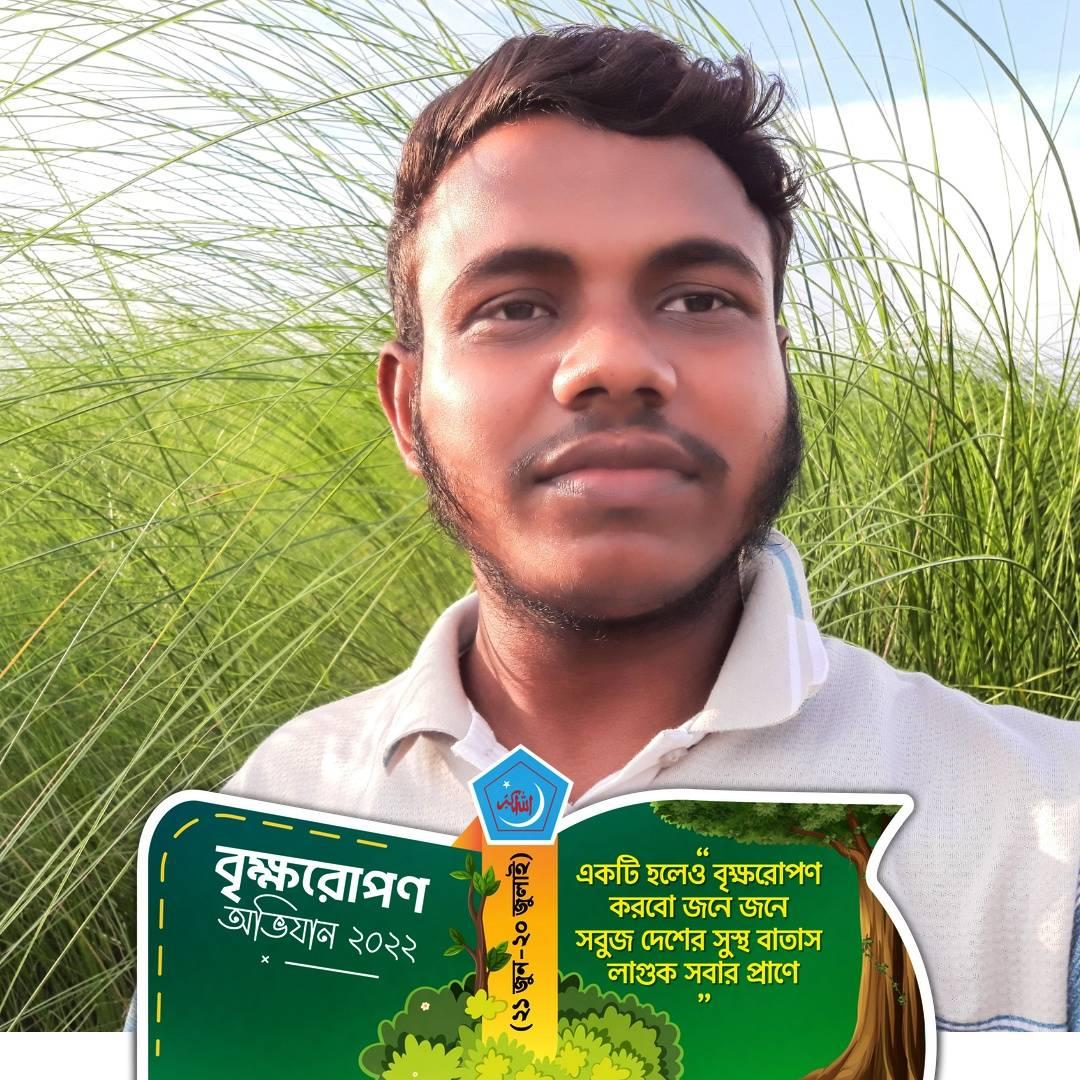 বৃক্ষরোপণ
অভিযান ২০২২
(২১ জুন-২০ জুলাই)
“
একটি হলেও বৃক্ষরোপণ
করবো জনে জনে
সবুজ দেশের সুস্থ বাতাস
লাগুক সবার প্রাণে
”